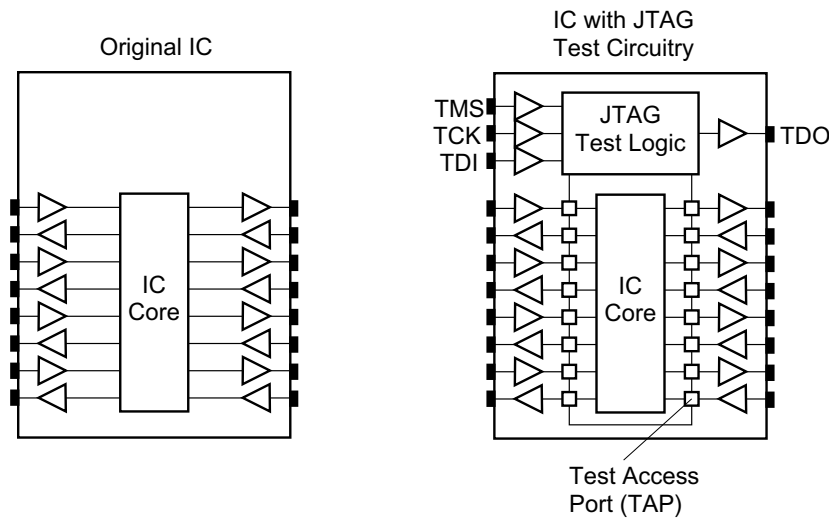 Original IC
IC
Core
IC with JTAG
Test Circuitry
TMS
TCK
TDI
JTAG
Test Logic
TDO
IC
Core
Test Access
Port (TAP)